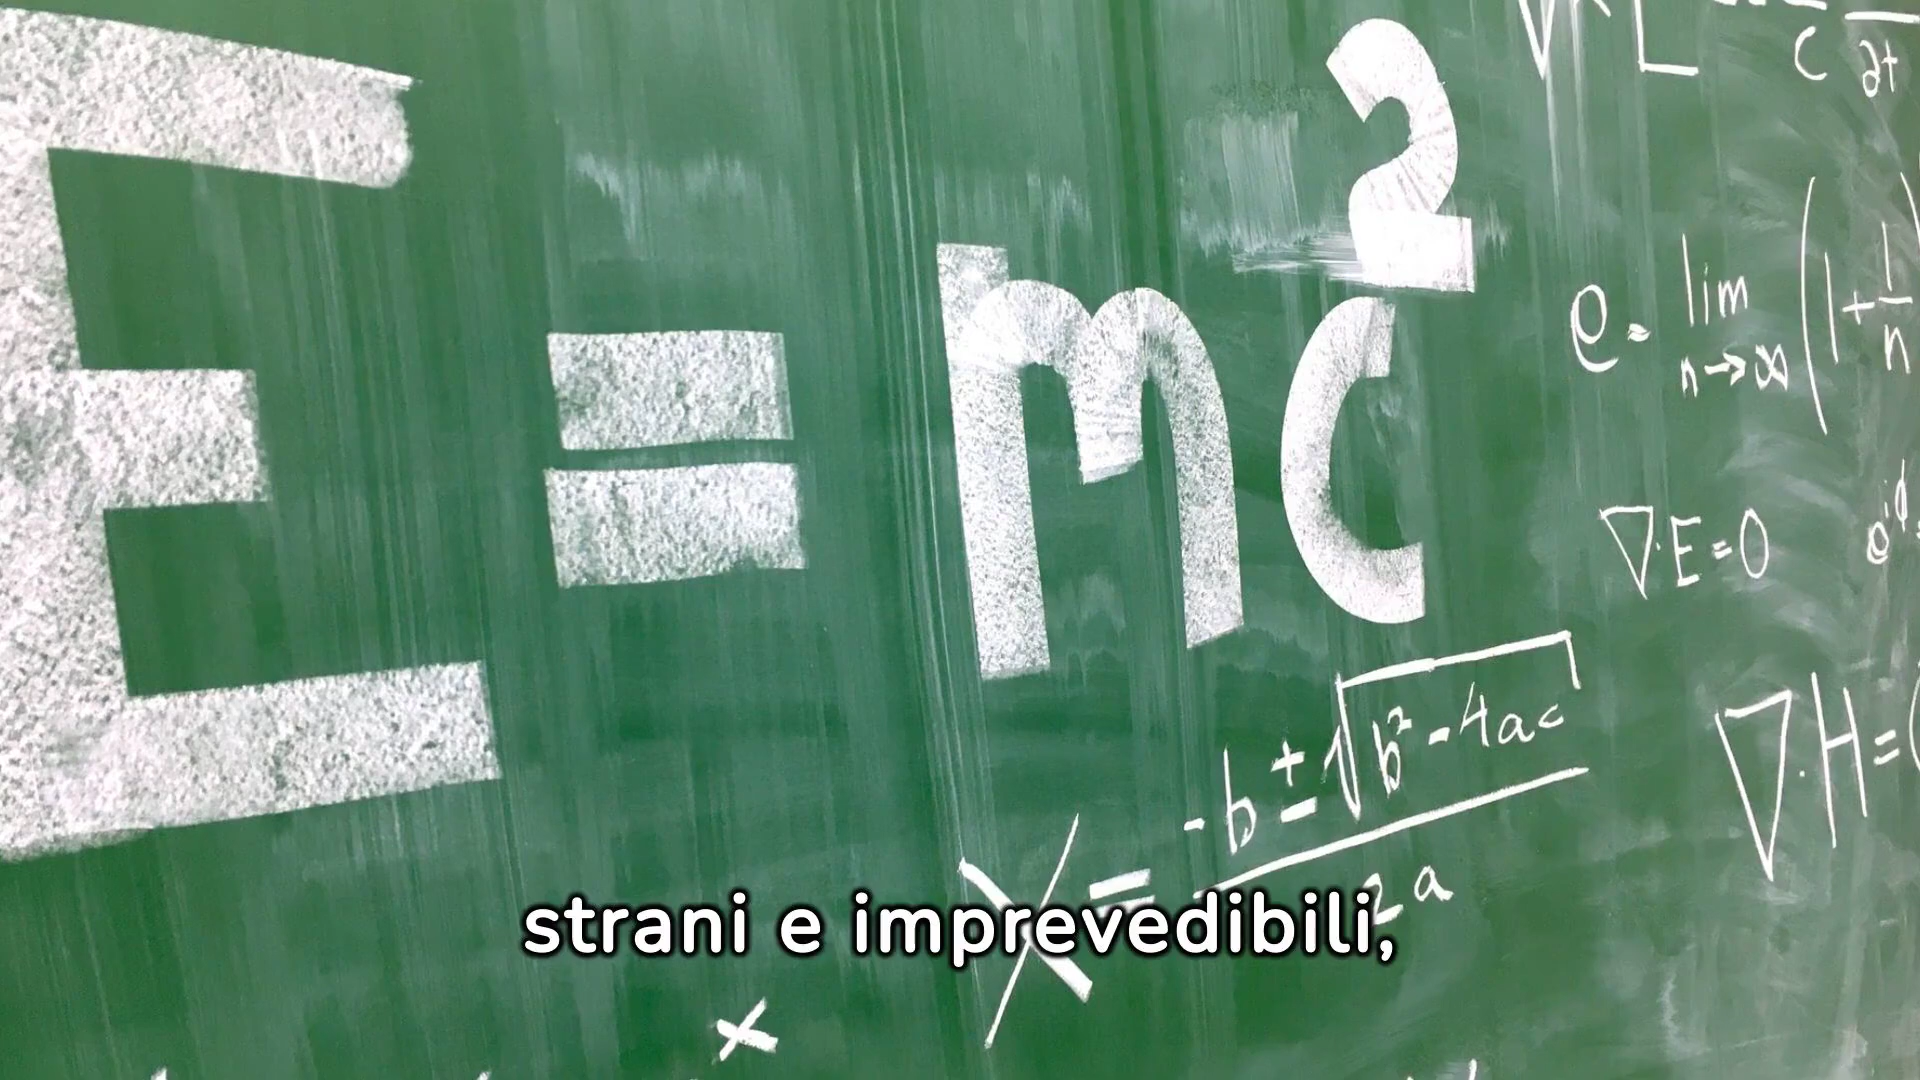 E = mc²
∂t
e = lim n→∞ (1 + 1/n
∇·E=0
∇·H=
x = -b ± √b²-4ac / 2a
strani e imprevedibili,